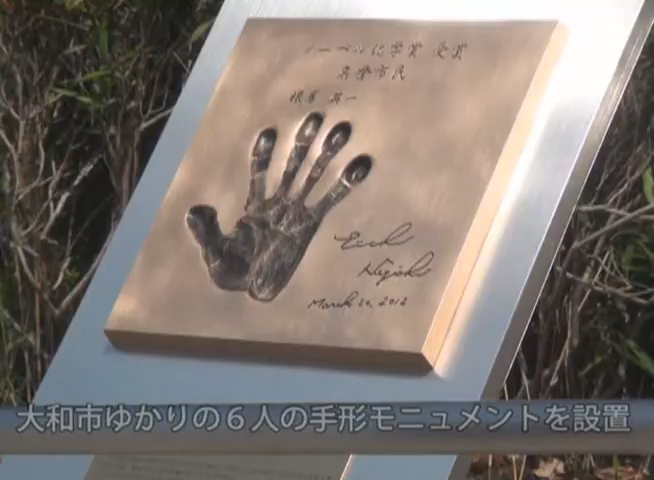 ノーベル化学賞 受賞
名誉市民
根岸 英一
Eiichi
Negishi
March 20, 2012
大和市ゆかりの6人の手形モニュメントを設置